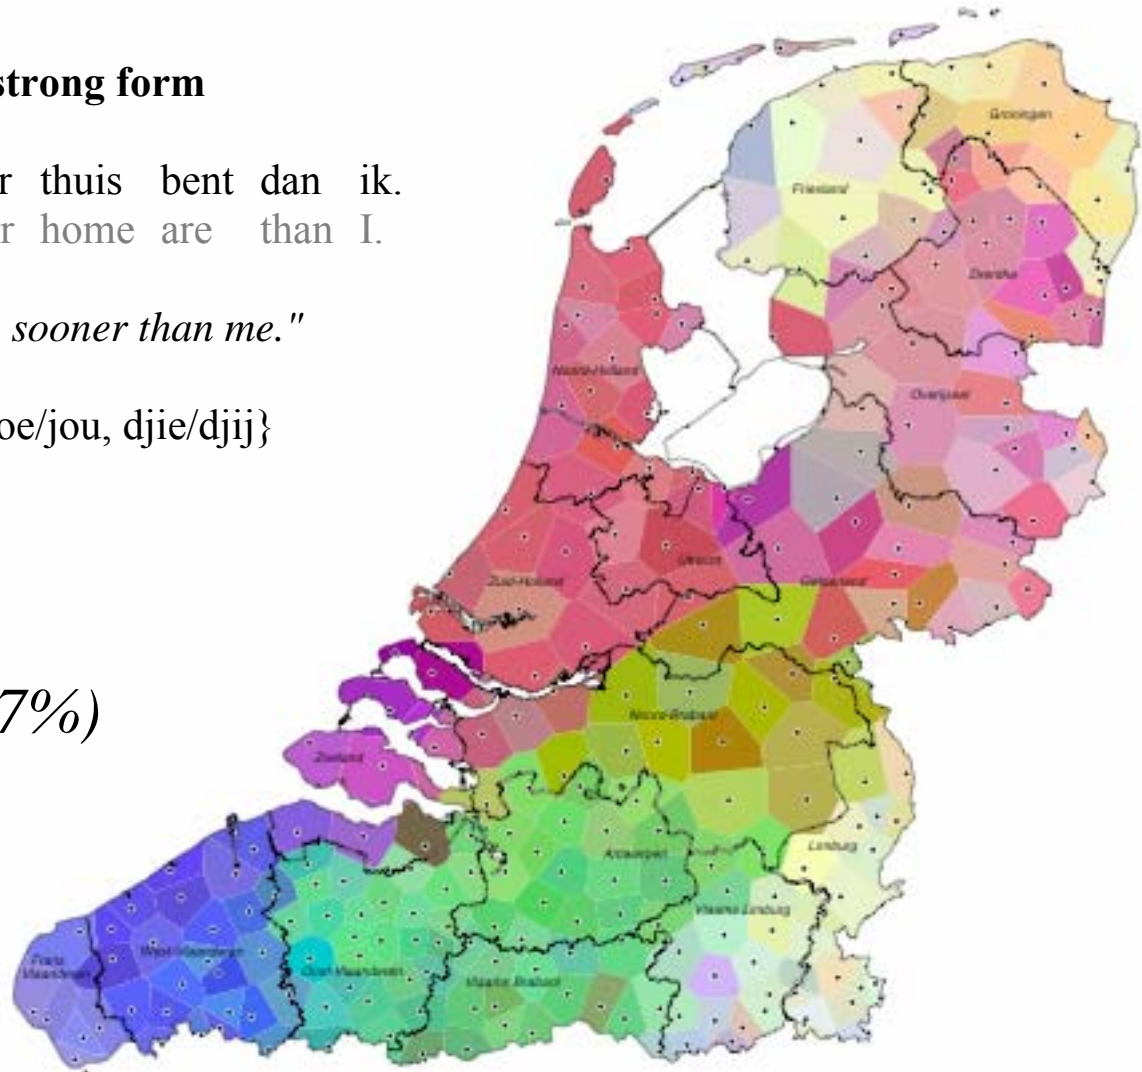 strong form
r thuis bent dan ik.
r home are than I.
sooner than me."
oe/jou, djie/djij}
7%)
Groningen
Friesland
Drenthe
Noord-Holland
Overijssel
Utrecht
Zuid-Holland
Gelderland
Noord-Brabant
Zeeland
Antwerpen
Limburg
Vlaams Limburg
Frans
Vlaanderen
West-Vlaanderen
Oost-Vlaanderen
Vlaams Brabant